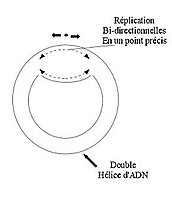 Réplication
Bi-directionnelles
En un point précis
Double
Hélice d'ADN